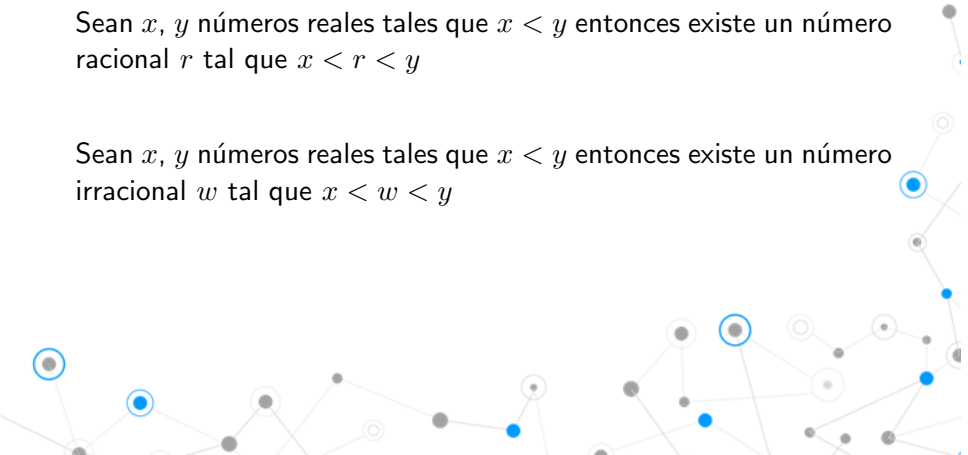 Sean x, y números reales tales que x < y entonces existe un número
racional r tal que x < r < y
Sean x, y números reales tales que x < y entonces existe un número
irracional w tal que x < w < y